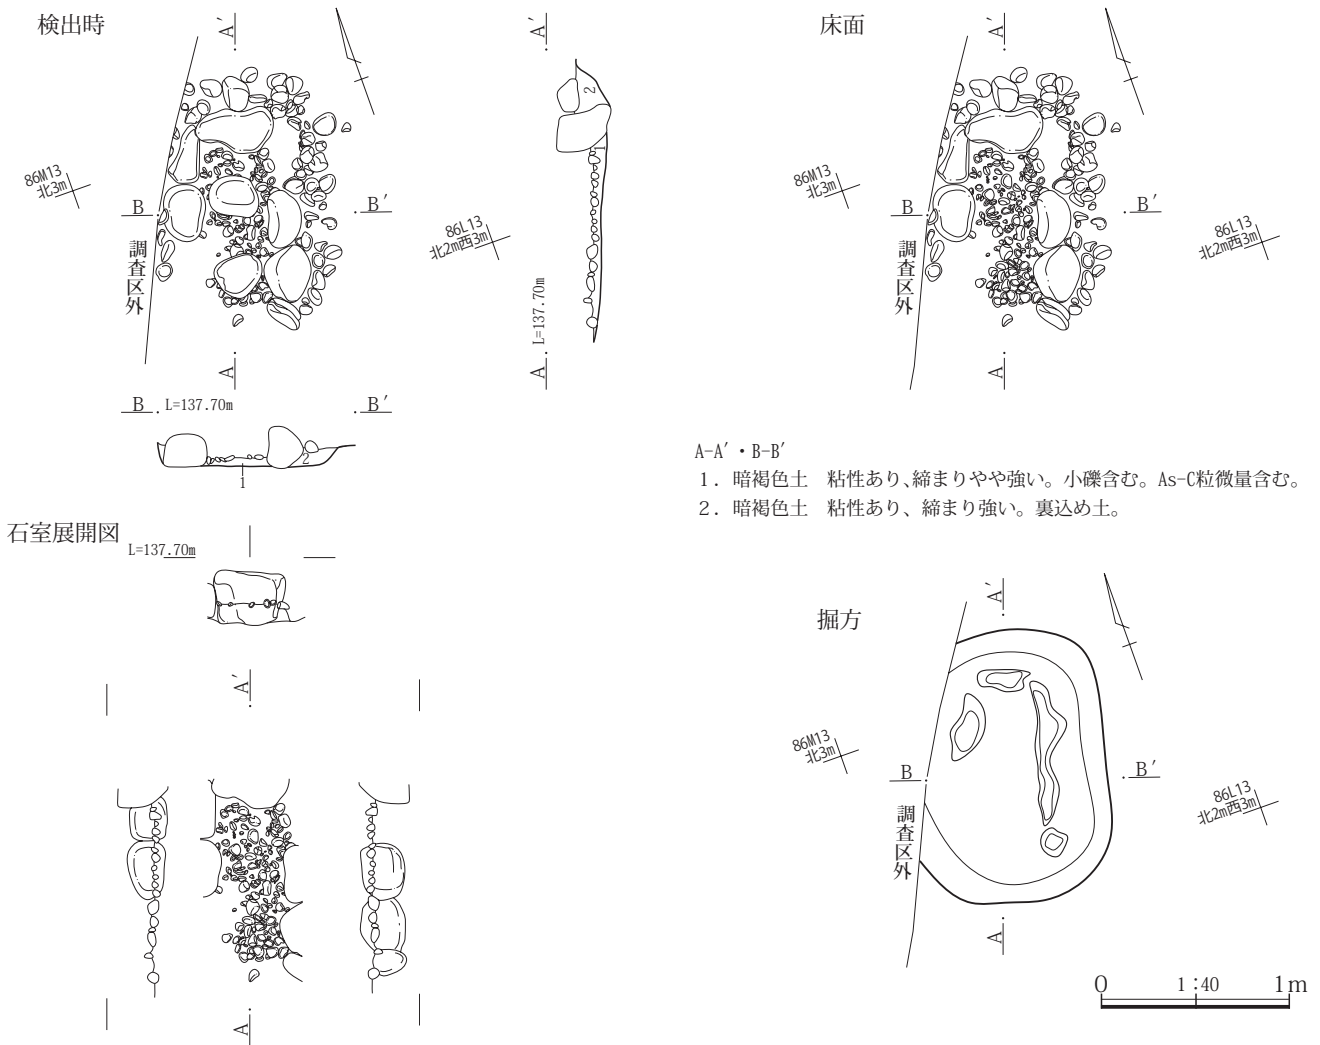 検出時
A′
A′
86M13
北3m
B
B′
調査区外
A
86L13
北2m西3m
2
1
L=137.70m
A
床面
A′
86M13
北3m
B
B′
調査区外
86L13
北2m西3m
A
B
L=137.70m
B′
2
1
A-A′・B-B′
1. 暗褐色土　粘性あり、締まりやや強い。小礫含む。As-C粒微量含む。
2. 暗褐色土　粘性あり、締まり強い。裏込め土。
石室展開図
L=137.70m
A′
A
掘方
A′
86M13
北3m
B
B′
調査区外
86L13
北2m西3m
A
0　1：40　1m